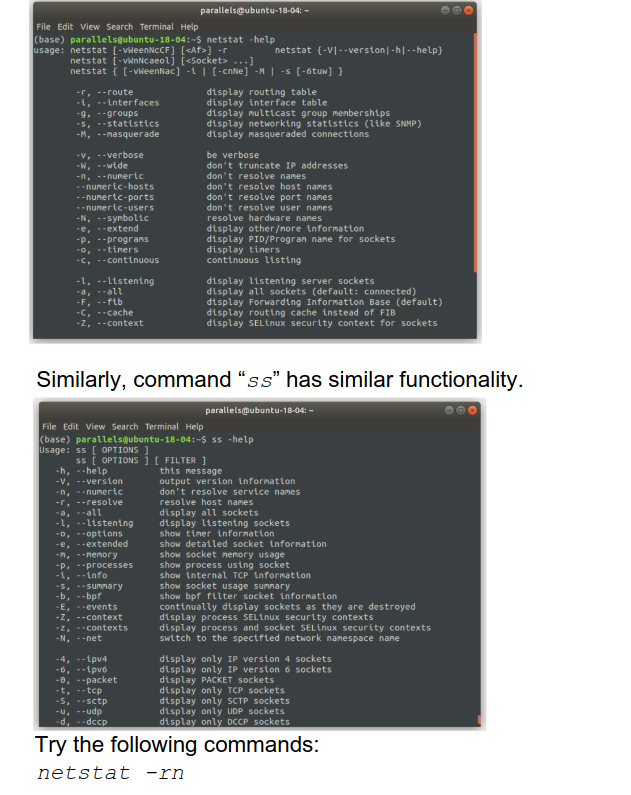 parallels@ubuntu-18-04: ~
File Edit View Search Terminal Help
(base) parallels@ubuntu-18-04:~$ netstat -help
usage: netstat [-vWeenNcCF] [<Af>] -r netstat {-V|--version|-h|--help}
netstat [-vWnNcaeol] [<Socket> ...]
netstat { [-vWeenNac] -i | [-cnNe] -M | -s [-6tuw] }
-r, --route display routing table
-i, --interfaces display interface table
-g, --groups display multicast group memberships
-s, --statistics display networking statistics (like SNMP)
-M, --masquerade display masqueraded connections
-v, --verbose be verbose
-W, --wide don't truncate IP addresses
-n, --numeric don't resolve names
--numeric-hosts don't resolve host names
--numeric-ports don't resolve port names
--numeric-users don't resolve user names
-N, --symbolic resolve hardware names
-e, --extend display other/more information
-p, --programs display PID/Program name for sockets
-o, --timers display timers
-c, --continuous continuous listing
-l, --listening display listening server sockets
-a, --all display all sockets (default: connected)
-F, --fib display Forwarding Information Base (default)
-C, --cache display routing cache instead of FIB
-Z, --context display SELinux security context for sockets
Similarly, command “ss” has similar functionality.
parallels@ubuntu-18-04: ~
File Edit View Search Terminal Help
(base) parallels@ubuntu-18-04:~$ ss -help
Usage: ss [ OPTIONS ]
ss [ OPTIONS ] [ FILTER ]
-h, --help this message
-V, --version output version information
-n, --numeric don't resolve service names
-r, --resolve resolve host names
-a, --all display all sockets
-l, --listening display listening sockets
-o, --options show timer information
-e, --extended show detailed socket information
-m, --memory show socket memory usage
-p, --processes show process using socket
-i, --info show internal TCP information
-s, --summary show socket usage summary
-b, --bpf show bpf filter socket information
-E, --events continually display sockets as they are destroyed
-Z, --context display process SELinux security contexts
-z, --contexts display process and socket SELinux security contexts
-N, --net switch to the specified network namespace name
-4, --ipv4 display only IP version 4 sockets
-6, --ipv6 display only IP version 6 sockets
-0, --packet display PACKET sockets
-t, --tcp display only TCP sockets
-S, --sctp display only SCTP sockets
-u, --udp display only UDP sockets
-d, --dccp display only DCCP sockets
Try the following commands:
netstat -rn